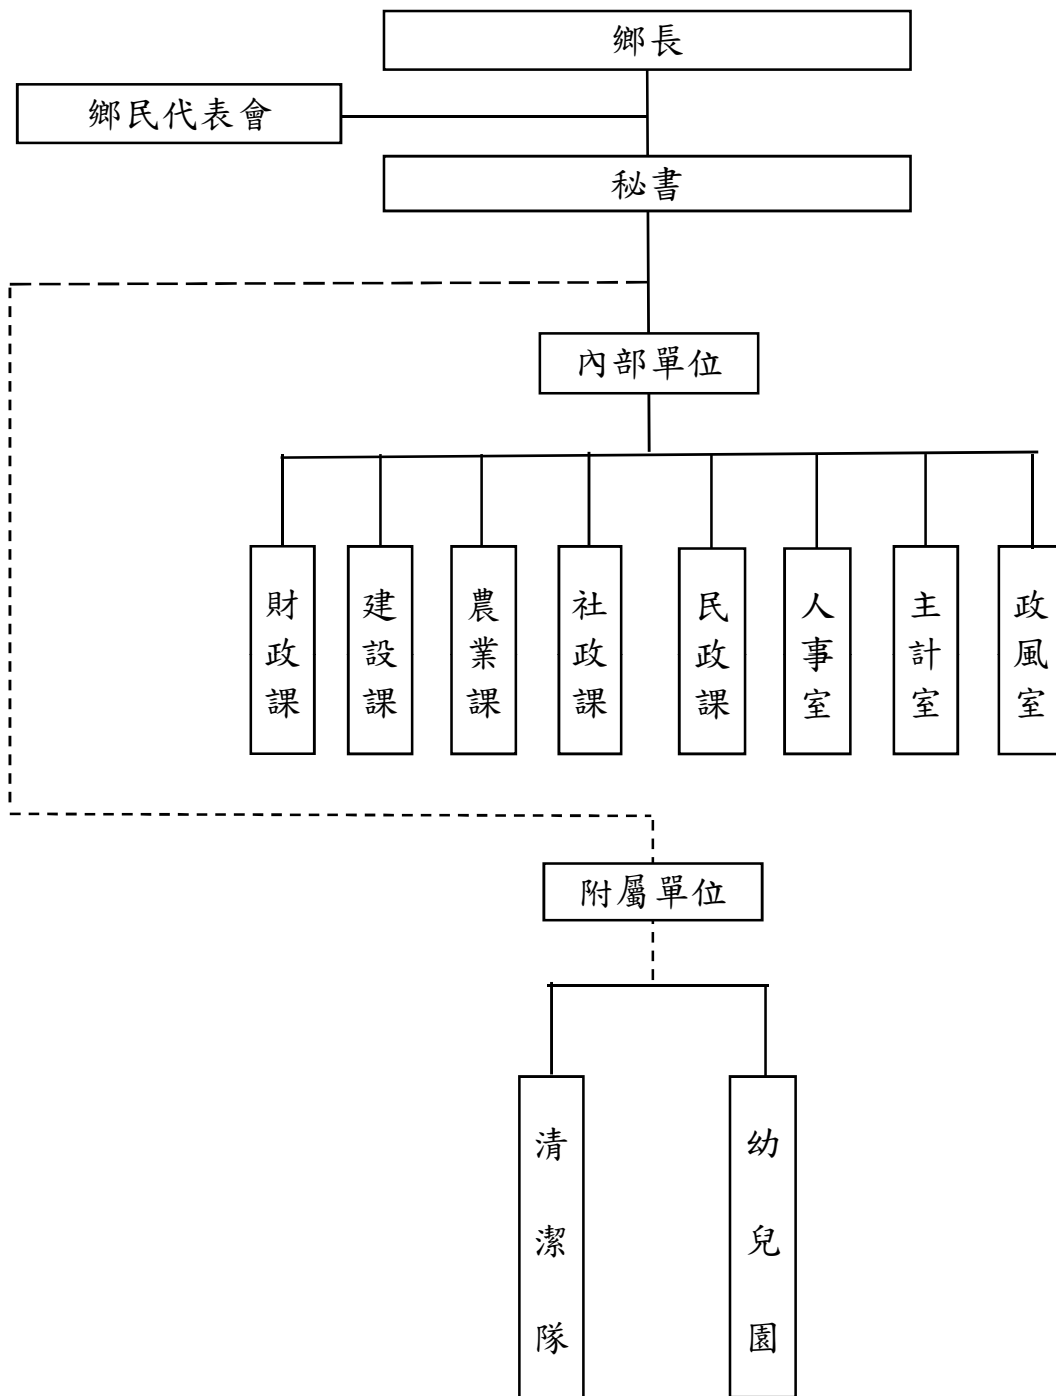 鄉長
鄉民代表會
秘書
內部單位
財政課
建設課
農業課
社政課
民政課
人事室
主計室
政風室
附屬單位
清潔隊
幼兒園